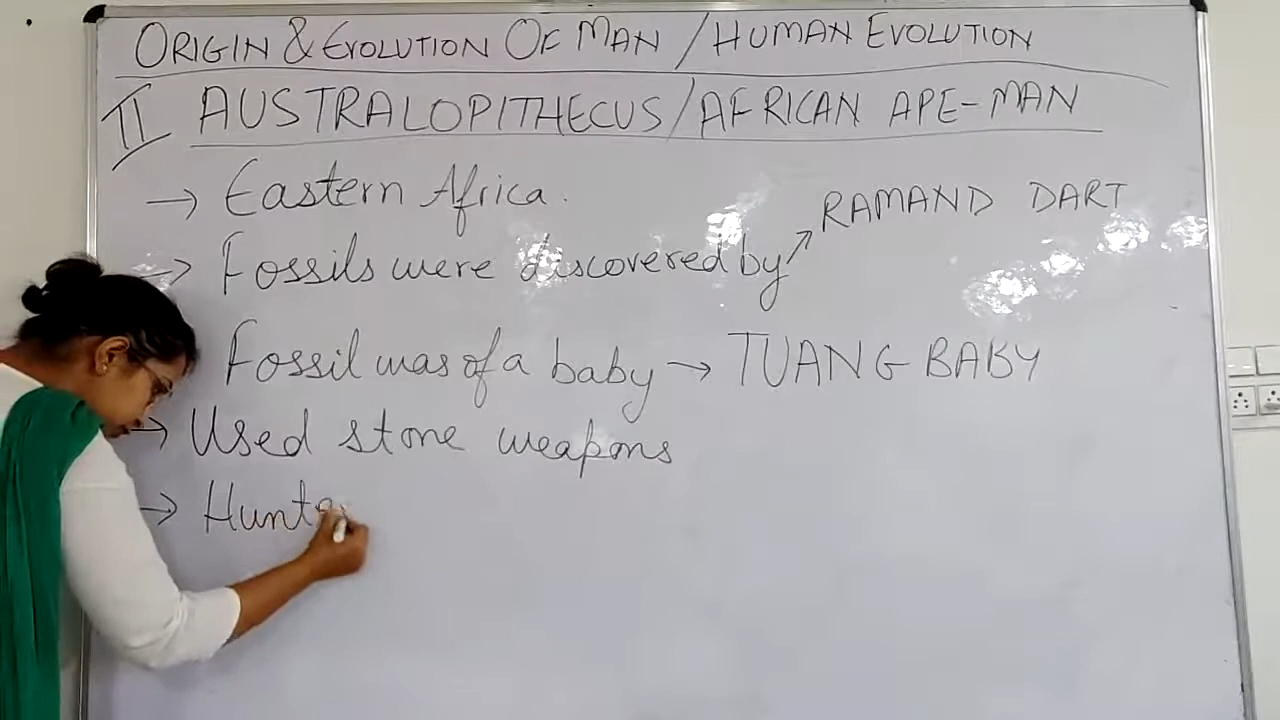 ORIGIN & EVOLUTION OF MAN / HUMAN EVOLUTION
II AUSTRALOPITHECUS/AFRICAN APE-MAN
→ Eastern Africa.
RAMAND DART
→ Fossils were discovered by ↗
Fossil was of a baby → TUANG BABY
→ Used stone weapons
→ Hunte